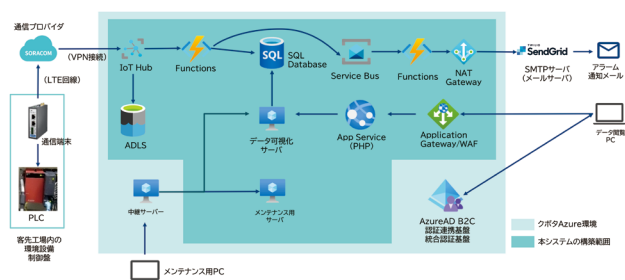 通信プロバイダ
SORACOM
(VPN接続)
(LTE回線)
通信端末
PLC
客先工場内の
環境設備
制御盤
IoT Hub
Functions
SQL
SQL
Database
Service Bus
Functions
NAT
Gateway
SendGrid
SMTPサーバ
(メールサーバ)
アラーム
通知メール
ADLS
データ可視化
サーバ
App Service
(PHP)
Application
Gateway/WAF
データ閲覧
PC
中継サーバー
メンテナンス用
サーバ
AzureAD B2C
認証連携基盤
統合認証基盤
メンテナンス用PC
クボタAzure環境
本システムの構築範囲